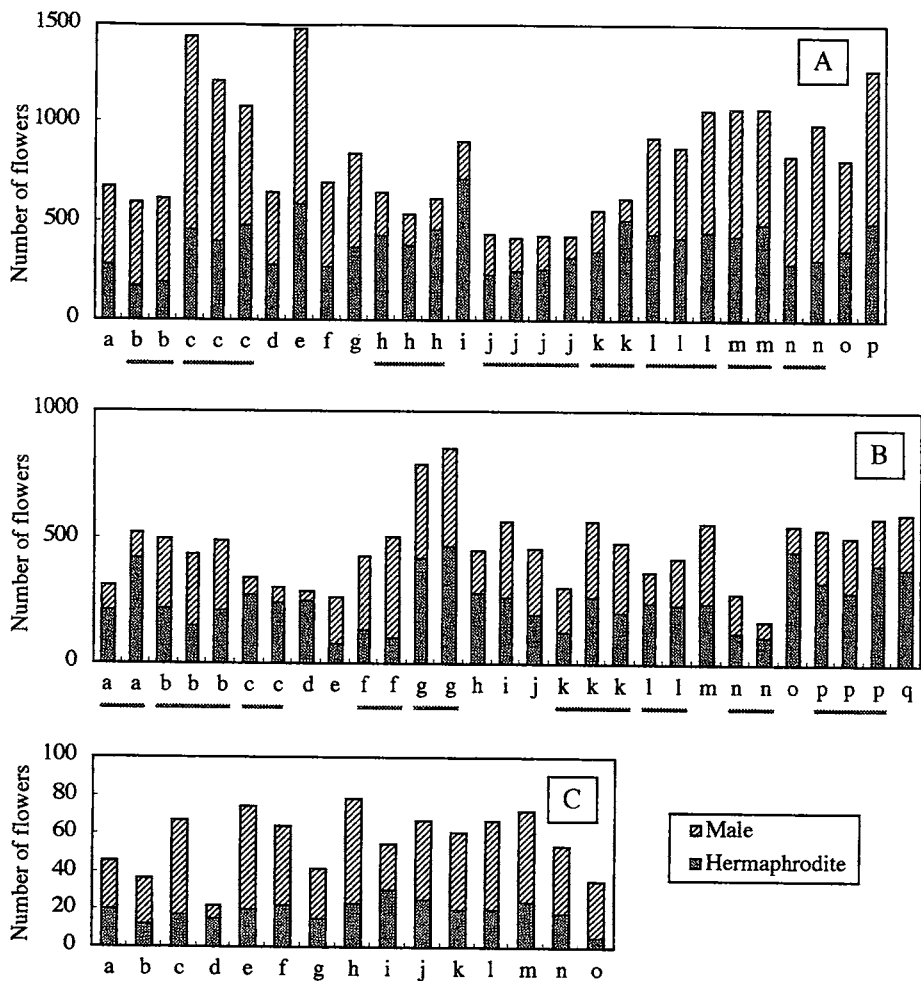 1500
A
1000
Number of flowers
500
0
a b b c c c d e f g h h h i j j j j k k l l l m m n n o p
1000
B
Number of flowers
500
0
a a b b b c c d e f f g g h i j k k k l l m n n o p p p q
100
C
80
Number of flowers
60
40
20
0
a b c d e f g h i j k l m n o
Male
Hermaphrodite